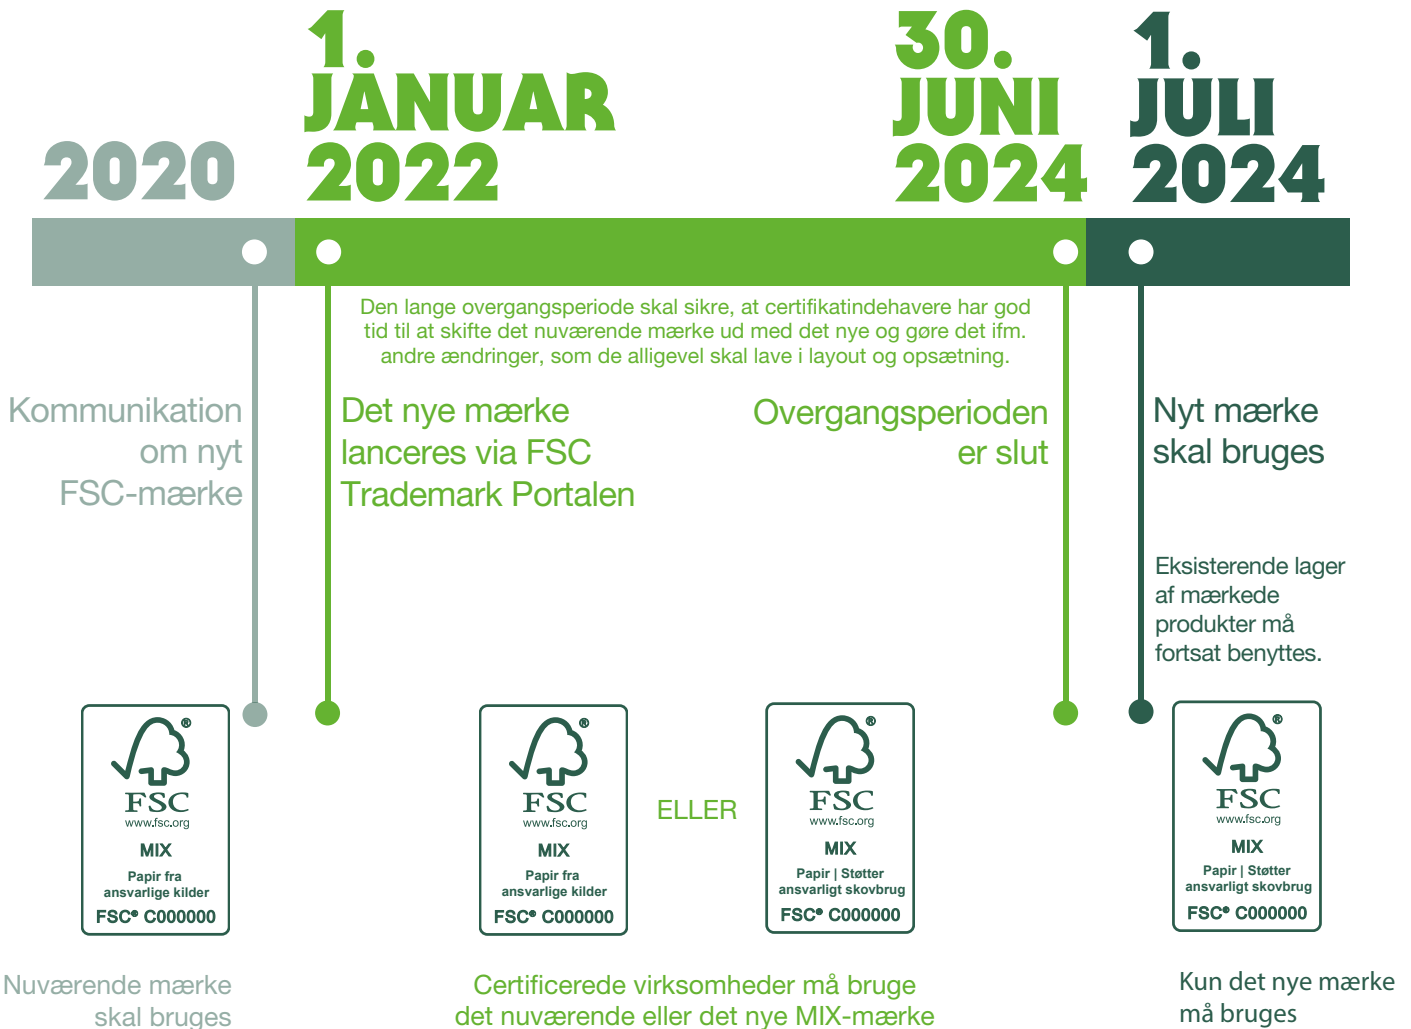 2020
1.
JANUAR
2022
30.
JUNI
2024
1.
JULI
2024
Den lange overgangsperiode skal sikre, at certifikatindehavere har god
tid til at skifte det nuværende mærke ud med det nye og gøre det ifm.
andre ændringer, som de alligevel skal lave i layout og opsætning.
Kommunikation
om nyt
FSC-mærke
Det nye mærke
lanceres via FSC
Trademark Portalen
Overgangsperioden
er slut
Nyt mærke
skal bruges
Eksisterende lager
af mærkede
produkter må
fortsat benyttes.
®
FSC
www.fsc.org
MIX
Papir fra
ansvarlige kilder
FSC® C000000
®
FSC
www.fsc.org
MIX
Papir fra
ansvarlige kilder
FSC® C000000
ELLER
®
FSC
www.fsc.org
MIX
Papir | Støtter
ansvarligt skovbrug
FSC® C000000
®
FSC
www.fsc.org
MIX
Papir | Støtter
ansvarligt skovbrug
FSC® C000000
Nuværende mærke
skal bruges
Certificerede virksomheder må bruge
det nuværende eller det nye MIX-mærke
Kun det nye mærke
må bruges